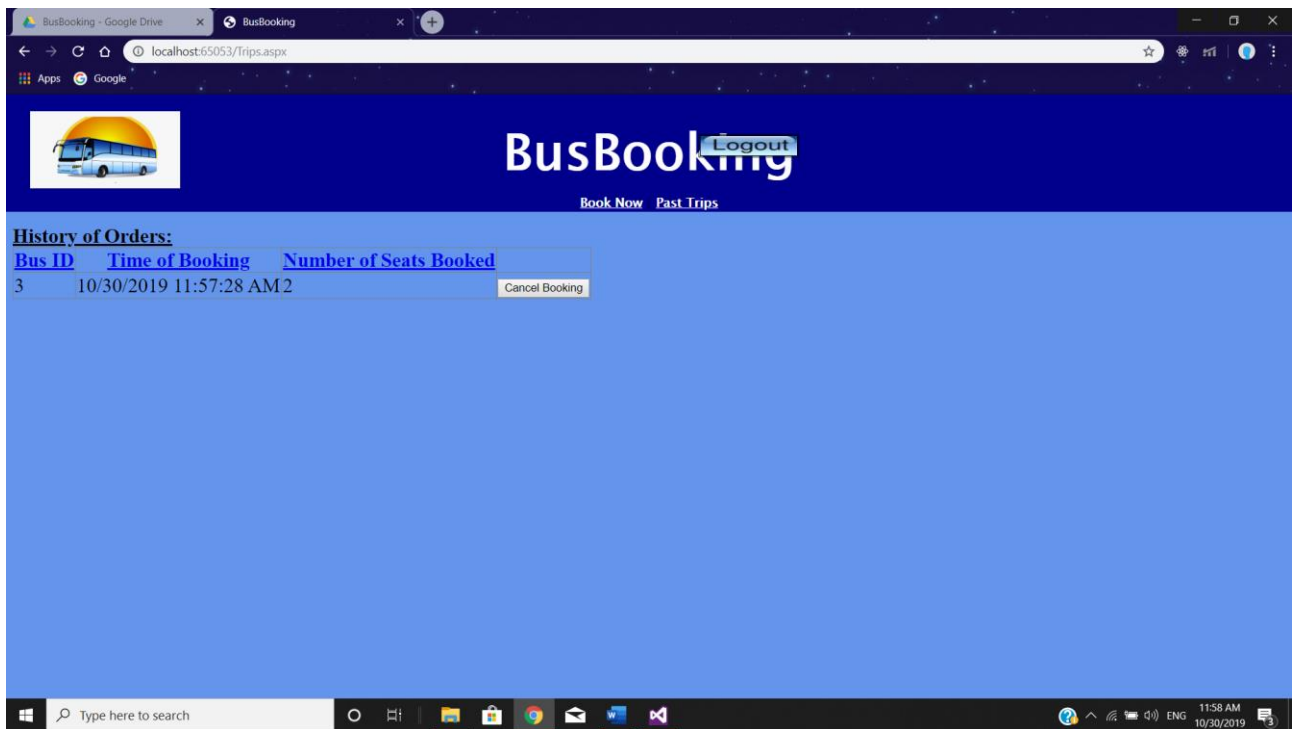 BusBooking - Google Drive BusBooking
localhost:65053/Trips.aspx
Apps Google
BusBooking
Logout
Book Now Past Trips
History of Orders:
Bus ID Time of Booking Number of Seats Booked
3 10/30/2019 11:57:28 AM 2 Cancel Booking
Type here to search ENG 11:58 AM
10/30/2019